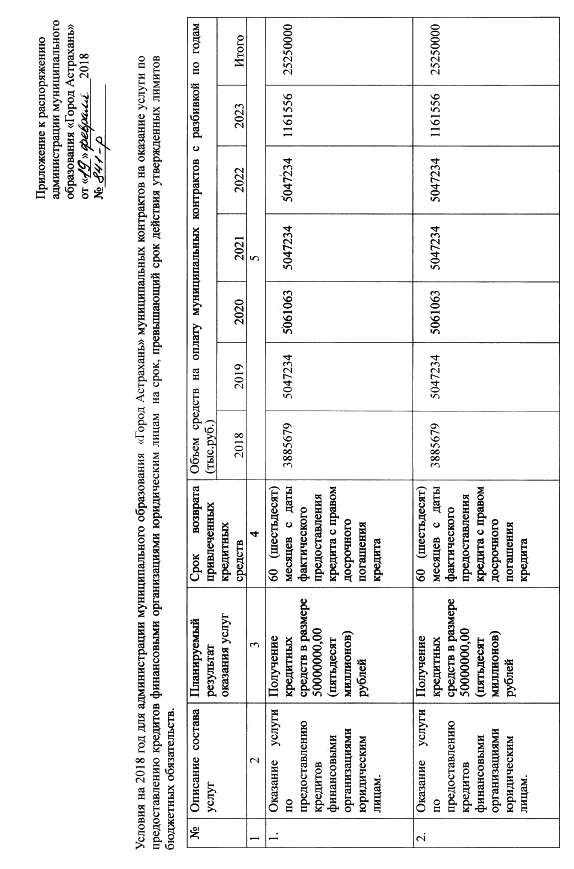 Приложение к распоряжению
администрации муниципального
образования «Город Астрахань»
от «19» февраля 2018
№ 841-р
Условия на 2018 год для администрации муниципального образования «Город Астрахань» муниципальных контрактов на оказание услуги по
предоставлению кредитов финансовыми организациями юридическим лицам на срок, превышающий срок действия утвержденных лимитов
бюджетных обязательств.
№
Описание состава
услуг
Планируемый
результат
оказания услуг
Срок возврата
привлеченных
кредитных
средств
Объем средств на оплату муниципальных контрактов с разбивкой по годам
(тыс.руб.)
2018 2019 2020 2021 2022 2023 Итого
1 2 3 4 5
1.
Оказание услуги
по
предоставлению
кредитов
финансовыми
организациями
юридическим
лицам.
Получение
кредитных
средств в размере
50000000,00
(пятьдесят
миллионов)
рублей
60 (шестьдесят)
месяцев с даты
фактического
предоставления
кредита с правом
досрочного
погашения
кредита
3885679 5047234 5061063 5047234 5047234 1161556 25250000
2.
Оказание услуги
по
предоставлению
кредитов
финансовыми
организациями
юридическим
лицам.
Получение
кредитных
средств в размере
50000000,00
(пятьдесят
миллионов)
рублей
60 (шестьдесят)
месяцев с даты
фактического
предоставления
кредита с правом
досрочного
погашения
кредита
3885679 5047234 5061063 5047234 5047234 1161556 25250000